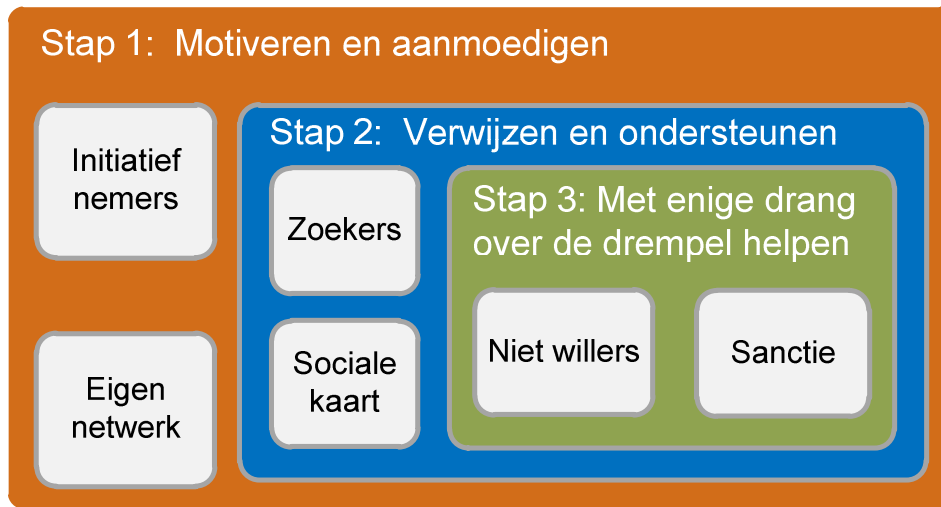 Stap 1:  Motiveren en aanmoedigen
Initiatief
nemers
Eigen
netwerk
Stap 2:  Verwijzen en ondersteunen
Zoekers
Sociale
kaart
Stap 3: Met enige drang
over de drempel helpen
Niet willers
Sanctie